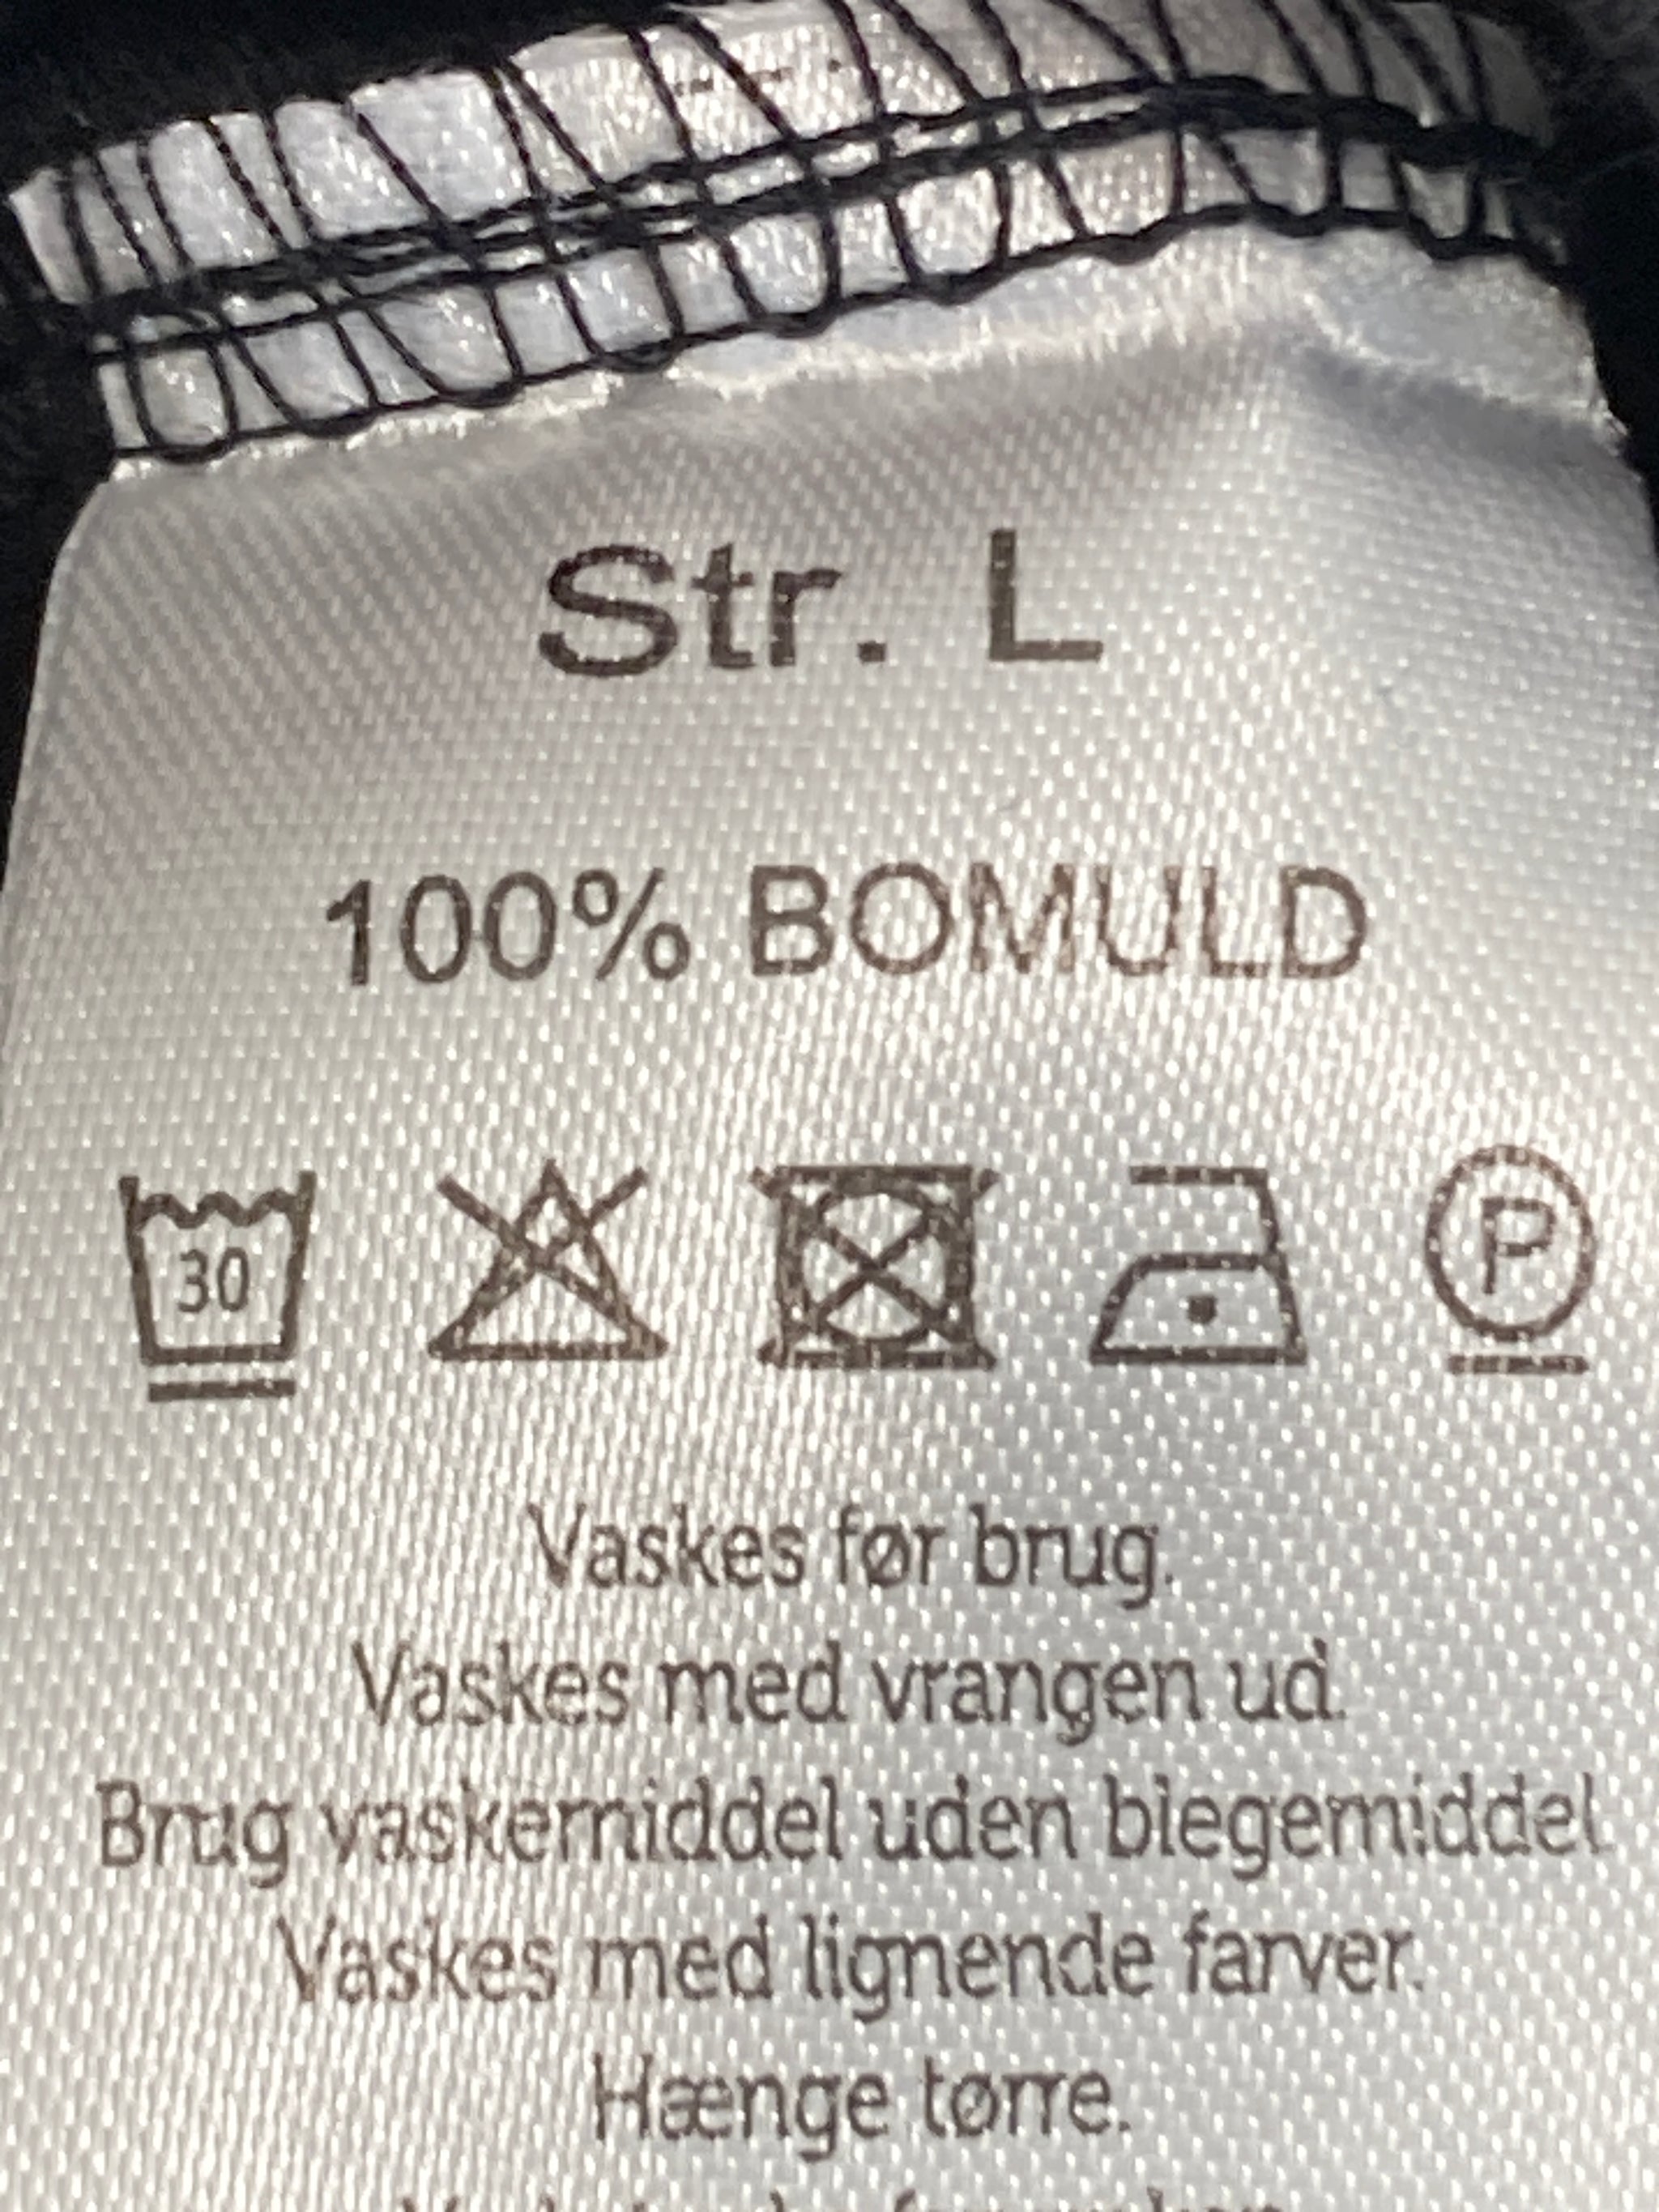 Str. L
100% BOMULD
30 P
Vaskes før brug.
Vaskes med vrangen ud.
Brug vaskemiddel uden blegemiddel.
Vaskes med lignende farver.
Hænge tørre.